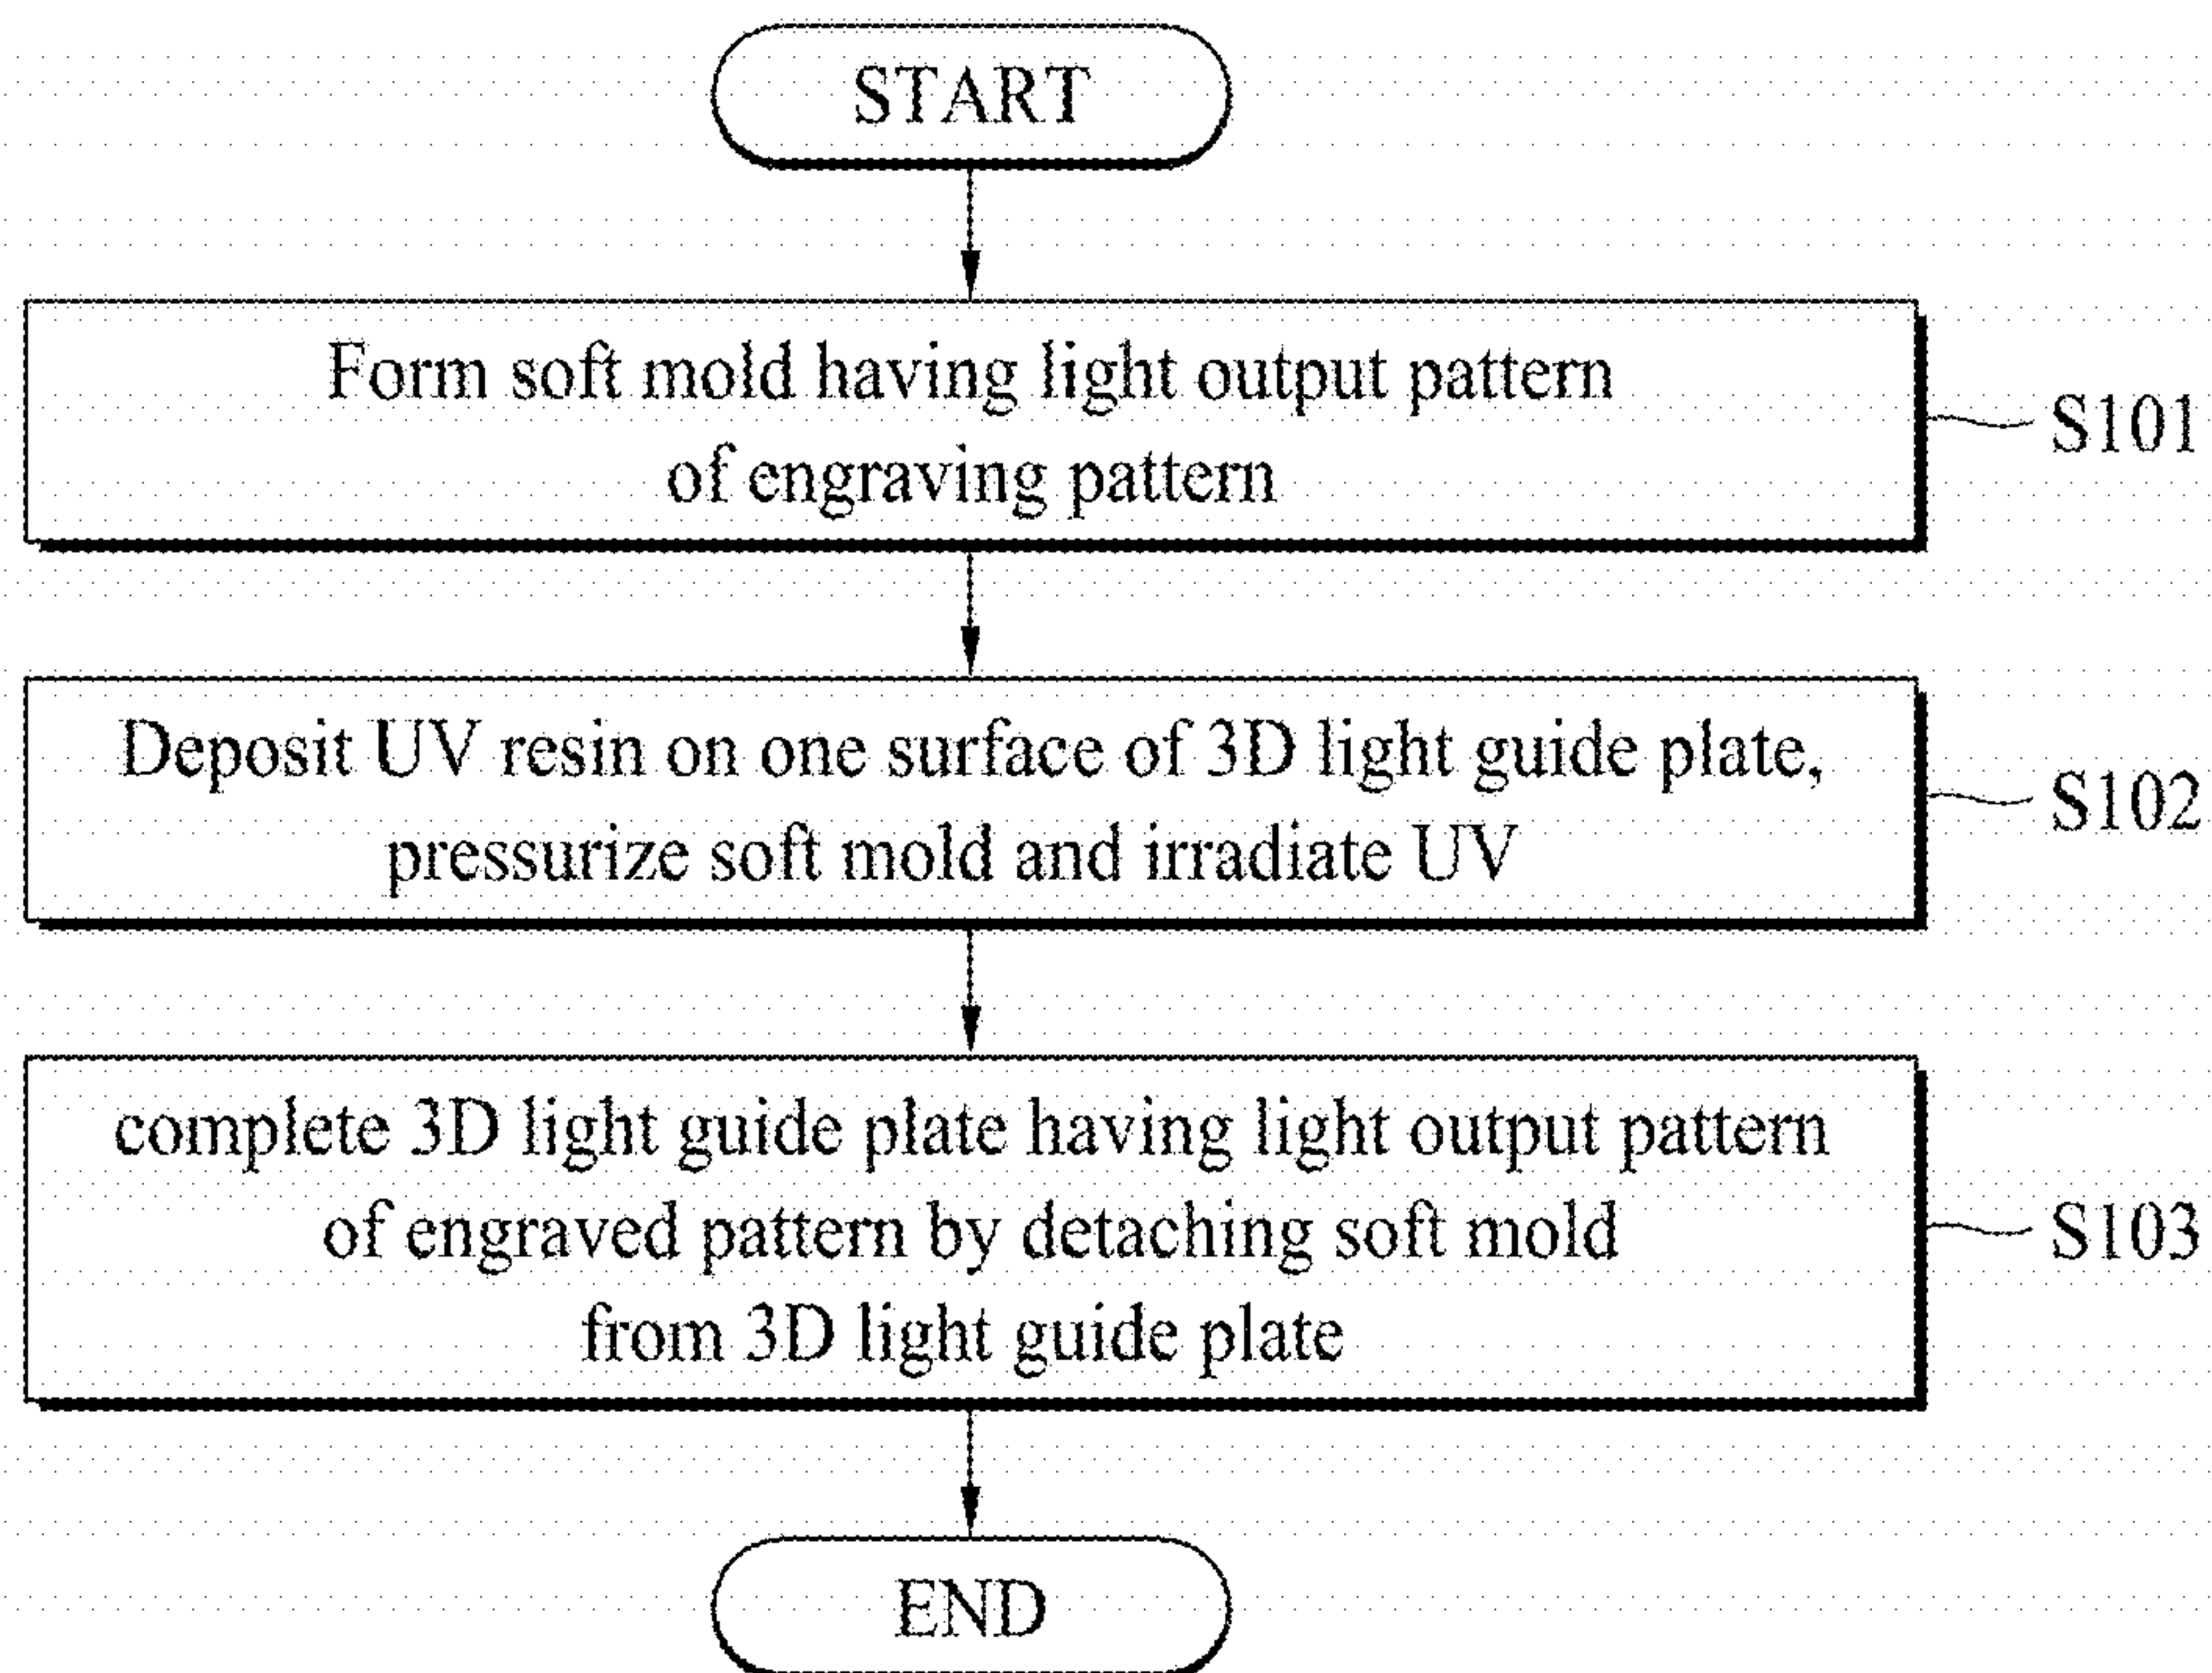 START
Form soft mold having light output pattern
of engraving pattern
S101
Deposit UV resin on one surface of 3D light guide plate,
pressurize soft mold and irradiate UV
S102
complete 3D light guide plate having light output pattern
of engraved pattern by detaching soft mold
from 3D light guide plate
S103
END